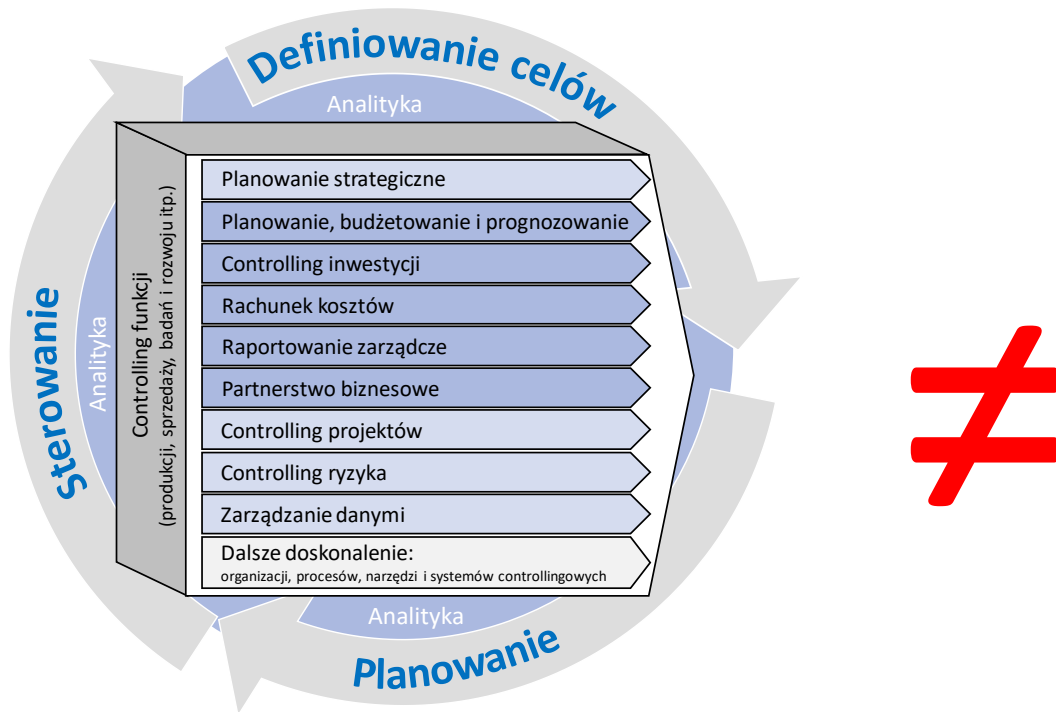 Definiowanie celów
Analityka
Planowanie strategiczne
Planowanie, budżetowanie i prognozowanie
Controlling inwestycji
Rachunek kosztów
Raportowanie zarządcze
Partnerstwo biznesowe
Controlling projektów
Controlling ryzyka
Zarządzanie danymi
Dalsze doskonalenie:
organizacji, procesów, narzędzi i systemów controllingowych
Controlling funkcji
(produkcji, sprzedaży, badań i rozwoju itp.)
Analityka
Sterowanie
Analityka
Planowanie
≠